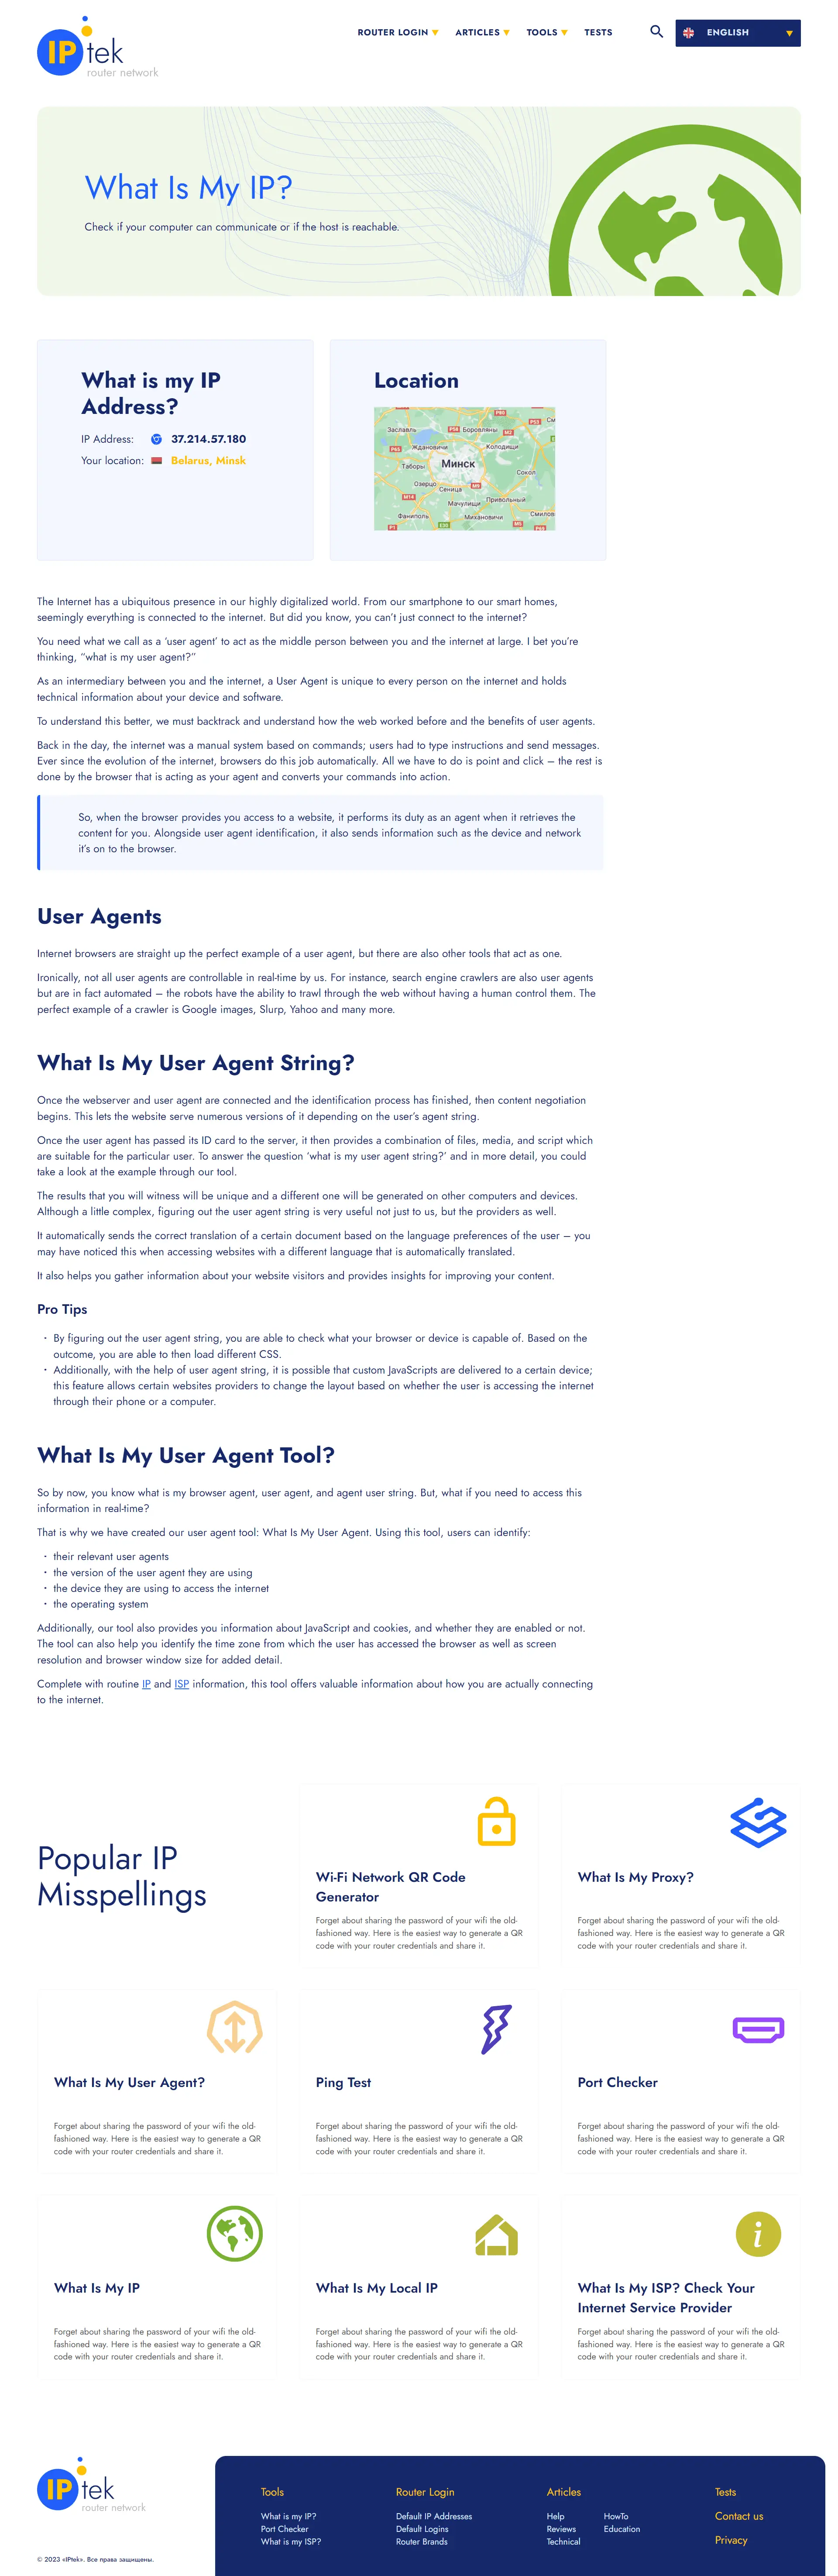 IP tek
router network
ROUTER LOGIN ARTICLES TOOLS TESTS ENGLISH
What Is My IP?
Check if your computer can communicate or if the host is reachable.
What is my IP
Address?
IP Address: 37.214.57.180
Your location: Belarus, Minsk
Location
Заславль
Боровляны
Ждановичи
Колодищи
Минск
Таборы
Сокол
Озерцо
Сеница
Мачулищи
Привольный
Смилов
Фаниполь
Михановичи
The Internet has a ubiquitous presence in our highly digitalized world. From our smartphone to our smart homes,
seemingly everything is connected to the internet. But did you know, you can't just connect to the internet?
You need what we call as a 'user agent' to act as the middle person between you and the internet at large. I bet you're
thinking, "what is my user agent?"
As an intermediary between you and the internet, a User Agent is unique to every person on the internet and holds
technical information about your device and software.
To understand this better, we must backtrack and understand how the web worked before and the benefits of user agents.
Back in the day, the internet was a manual system based on commands; users had to type instructions and send messages.
Ever since the evolution of the internet, browsers do this job automatically. All we have to do is point and click – the rest is
done by the browser that is acting as your agent and converts your commands into action.
So, when the browser provides you access to a website, it performs its duty as an agent when it retrieves the
content for you. Alongside user agent identification, it also sends information such as the device and network
it's on to the browser.
User Agents
Internet browsers are straight up the perfect example of a user agent, but there are also other tools that act as one.
Ironically, not all user agents are controllable in real-time by us. For instance, search engine crawlers are also user agents
but are in fact automated – the robots have the ability to trawl through the web without having a human control them. The
perfect example of a crawler is Google images, Slurp, Yahoo and many more.
What Is My User Agent String?
Once the webserver and user agent are connected and the identification process has finished, then content negotiation
begins. This lets the website serve numerous versions of it depending on the user's agent string.
Once the user agent has passed its ID card to the server, it then provides a combination of files, media, and script which
are suitable for the particular user. To answer the question 'what is my user agent string?' and in more detail, you could
take a look at the example through our tool.
The results that you will witness will be unique and a different one will be generated on other computers and devices.
Although a little complex, figuring out the user agent string is very useful not just to us, but the providers as well.
It automatically sends the correct translation of a certain document based on the language preferences of the user – you
may have noticed this when accessing websites with a different language that is automatically translated.
It also helps you gather information about your website visitors and provides insights for improving your content.
Pro Tips
· By figuring out the user agent string, you are able to check what your browser or device is capable of. Based on the
outcome, you are able to then load different CSS.
· Additionally, with the help of user agent string, it is possible that custom JavaScripts are delivered to a certain device;
this feature allows certain websites providers to change the layout based on whether the user is accessing the internet
through their phone or a computer.
What Is My User Agent Tool?
So by now, you know what is my browser agent, user agent, and agent user string. But, what if you need to access this
information in real-time?
That is why we have created our user agent tool: What Is My User Agent. Using this tool, users can identify:
· their relevant user agents
· the version of the user agent they are using
· the device they are using to access the internet
· the operating system
Additionally, our tool also provides you information about JavaScript and cookies, and whether they are enabled or not.
The tool can also help you identify the time zone from which the user has accessed the browser as well as screen
resolution and browser window size for added detail.
Complete with routine IP and ISP information, this tool offers valuable information about how you are actually connecting
to the internet.
Popular IP
Misspellings
Wi-Fi Network QR Code
Generator
Forget about sharing the password of your wifi the old-
fashioned way. Here is the easiest way to generate a QR
code with your router credentials and share it.
What Is My Proxy?
Forget about sharing the password of your wifi the old-
fashioned way. Here is the easiest way to generate a QR
code with your router credentials and share it.
What Is My User Agent?
Forget about sharing the password of your wifi the old-
fashioned way. Here is the easiest way to generate a QR
code with your router credentials and share it.
Ping Test
Forget about sharing the password of your wifi the old-
fashioned way. Here is the easiest way to generate a QR
code with your router credentials and share it.
Port Checker
Forget about sharing the password of your wifi the old-
fashioned way. Here is the easiest way to generate a QR
code with your router credentials and share it.
What Is My IP
Forget about sharing the password of your wifi the old-
fashioned way. Here is the easiest way to generate a QR
code with your router credentials and share it.
What Is My Local IP
Forget about sharing the password of your wifi the old-
fashioned way. Here is the easiest way to generate a QR
code with your router credentials and share it.
What Is My ISP? Check Your
Internet Service Provider
Forget about sharing the password of your wifi the old-
fashioned way. Here is the easiest way to generate a QR
code with your router credentials and share it.
IP tek
router network
© 2023 «IPtek». Все права защищены.
Tools
What is my IP?
Port Checker
What is my ISP?
Router Login
Default IP Addresses
Default Logins
Router Brands
Articles
Help HowTo
Reviews Education
Technical
Tests
Contact us
Privacy